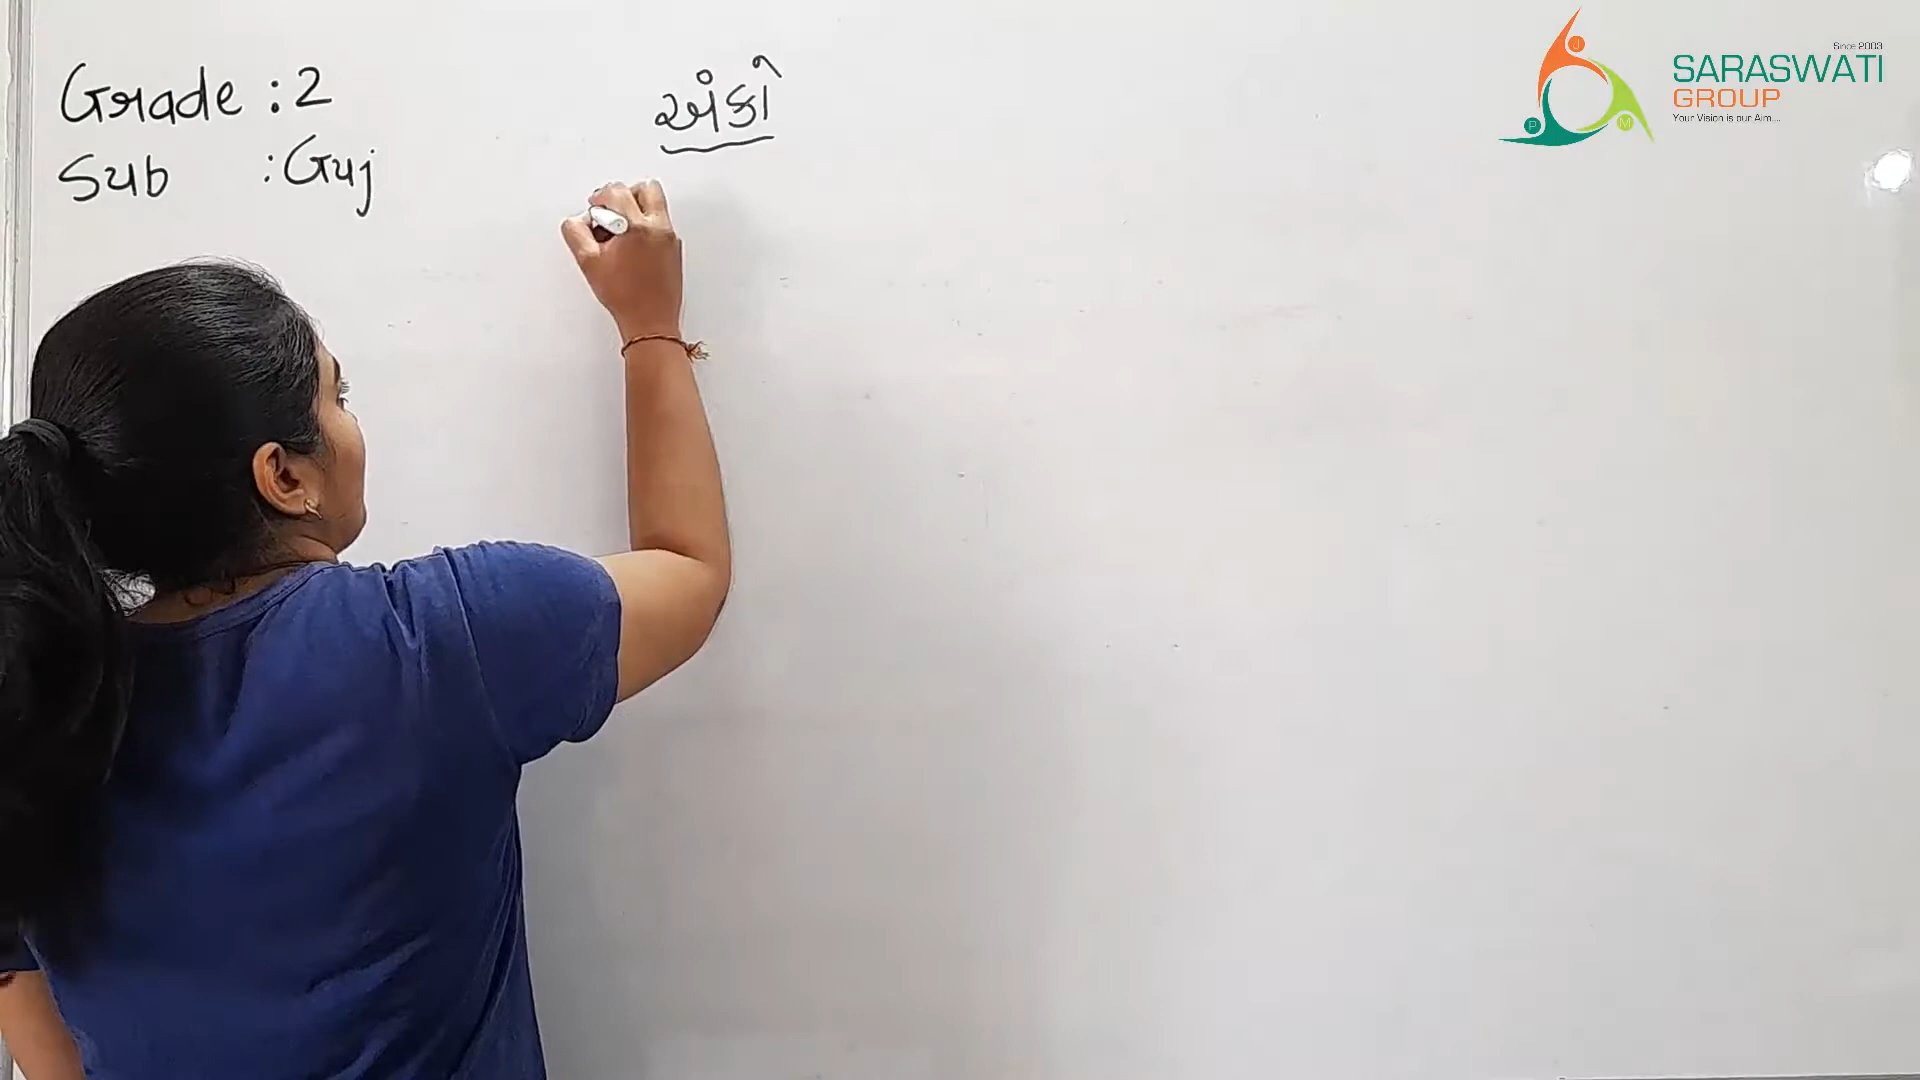 Grade : 2
Sub : Guj
અંકો
Since 2003
SARASWATI
GROUP
Your Vision is our Aim....
J
P
M